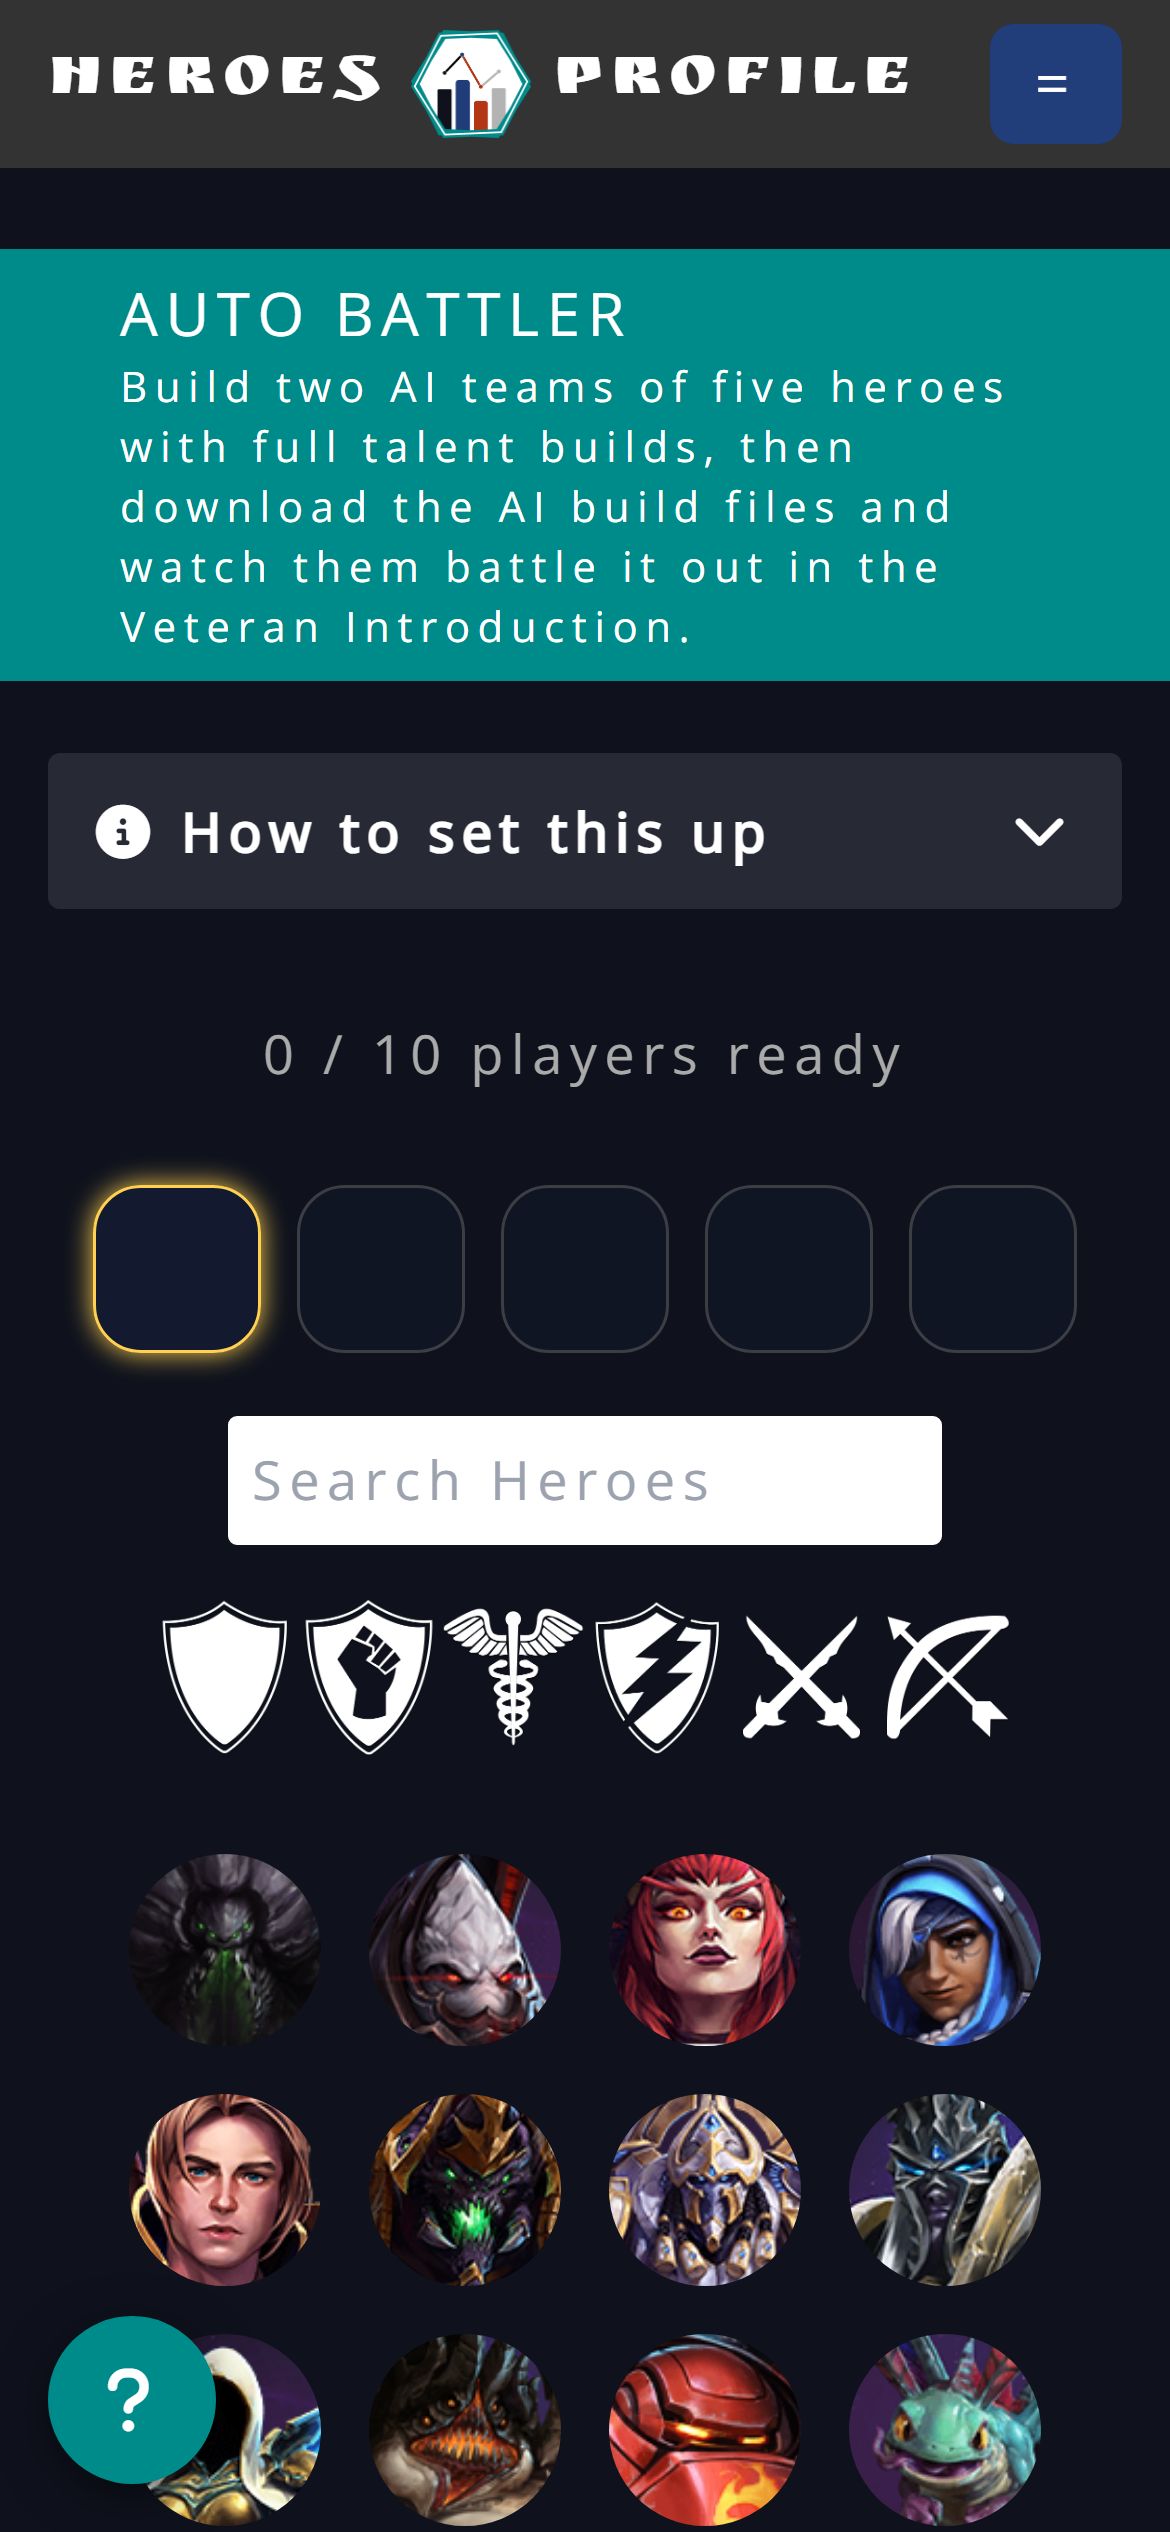 HEROES PROFILE
=
AUTO BATTLER
Build two AI teams of five heroes
with full talent builds, then
download the AI build files and
watch them battle it out in the
Veteran Introduction.
How to set this up
0 / 10 players ready
Search Heroes
?